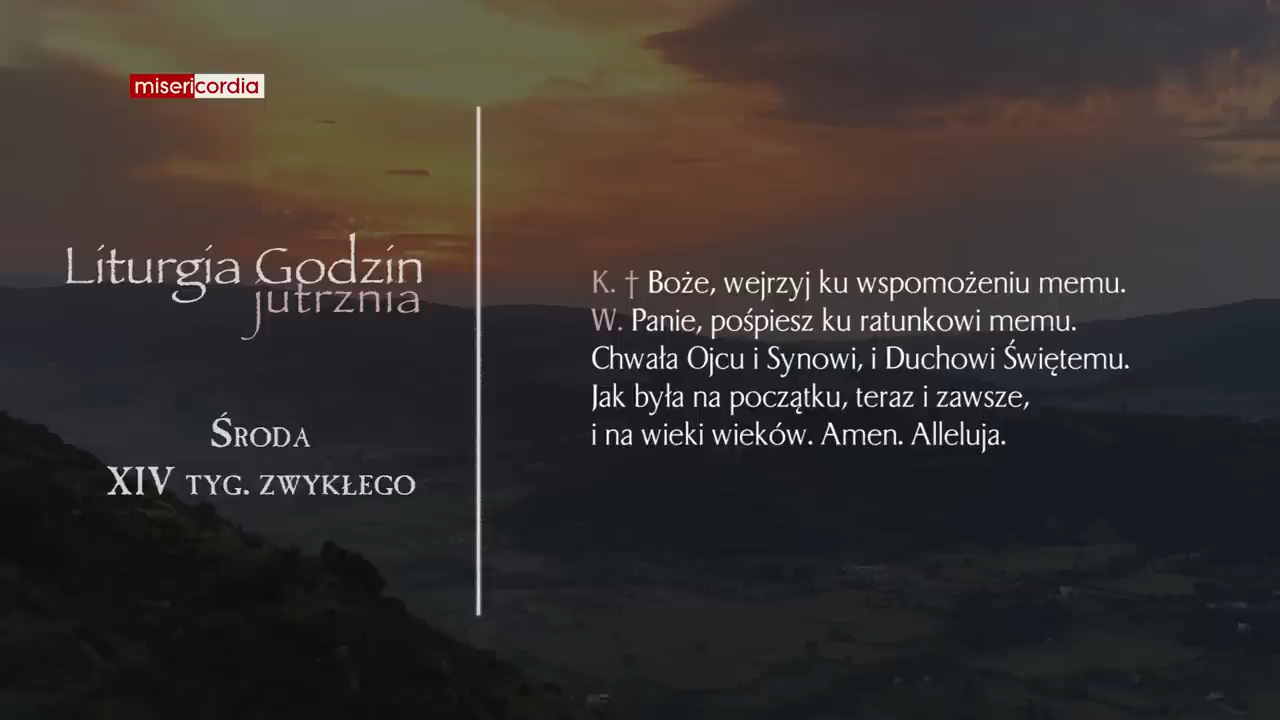 misericordia
Liturgia Godzin
jutrznia
Środa
XIV tyg. zwykłego
K. † Boże, wejrzyj ku wspomożeniu memu.
W. Panie, pośpiesz ku ratunkowi memu.
Chwała Ojcu i Synowi, i Duchowi Świętemu.
Jak była na początku, teraz i zawsze,
i na wieki wieków. Amen. Alleluja.